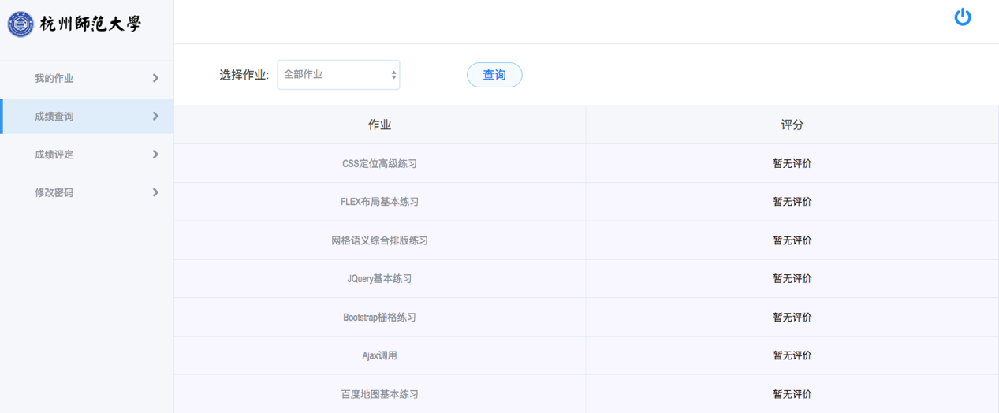 杭州師范大學
我的作业
成绩查询
成绩评定
修改密码
选择作业: 全部作业 查询
作业 评分
CSS定位高级练习 暂无评价
FLEX布局基本练习 暂无评价
网格语义综合排版练习 暂无评价
JQuery基本练习 暂无评价
Bootstrap栅格练习 暂无评价
Ajax调用 暂无评价
百度地图基本练习 暂无评价